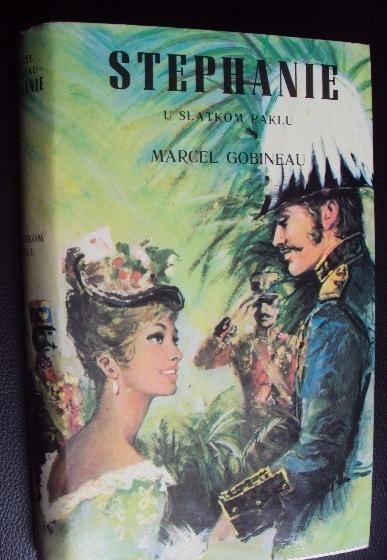 STEPHANIE
U SLATKOM PAKLU
MARCEL GOBINEAU